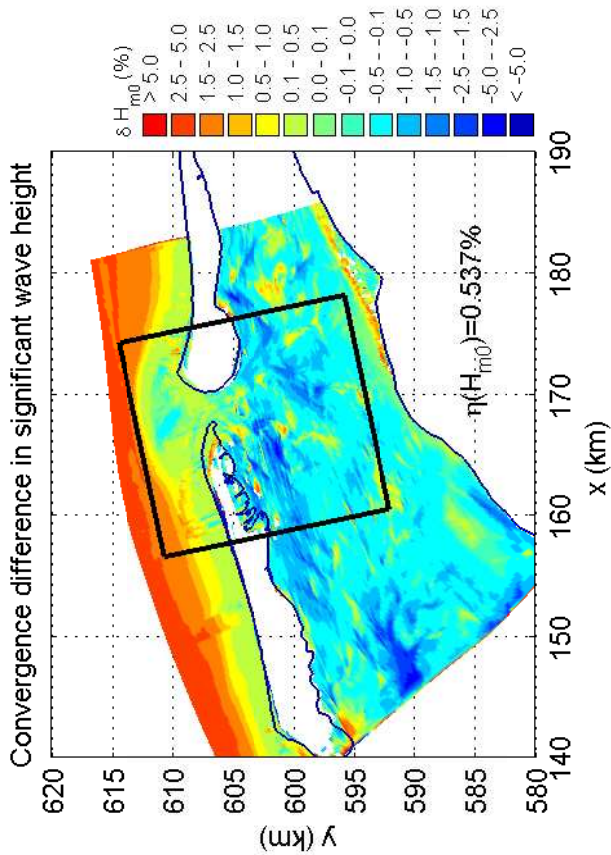 Convergence difference in significant wave height
δ Hm0 (%)
> 5.0
2.5 - 5.0
1.5 - 2.5
1.0 - 1.5
0.5 - 1.0
0.1 - 0.5
0.0 - 0.1
-0.1 - 0.0
-0.5 - -0.1
-1.0 - -0.5
-1.5 - -1.0
-2.5 - -1.5
-5.0 - -2.5
< -5.0
620
615
610
605
600
595
590
585
580
y (km)
η(Hm0)=0.537%
140
150
160
170
180
190
x (km)